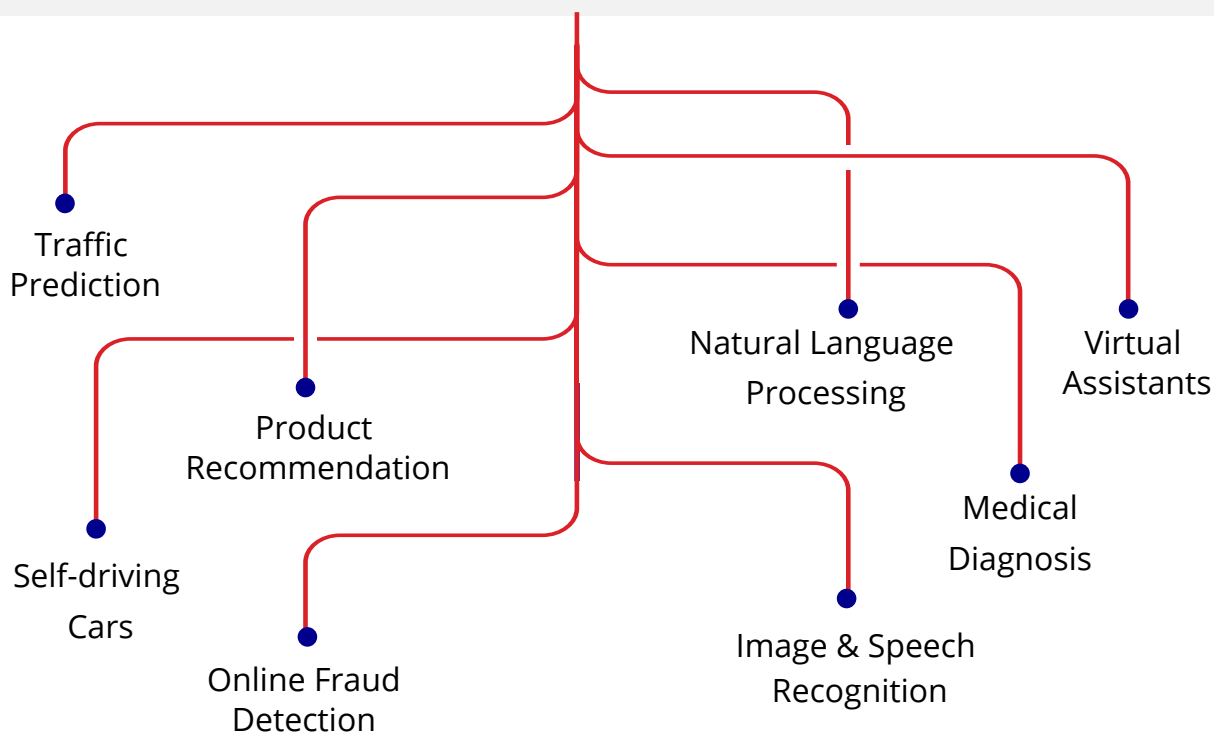 Traffic
Prediction
Natural Language
Processing
Virtual
Assistants
Product
Recommendation
Medical
Diagnosis
Self-driving
Cars
Image & Speech
Recognition
Online Fraud
Detection